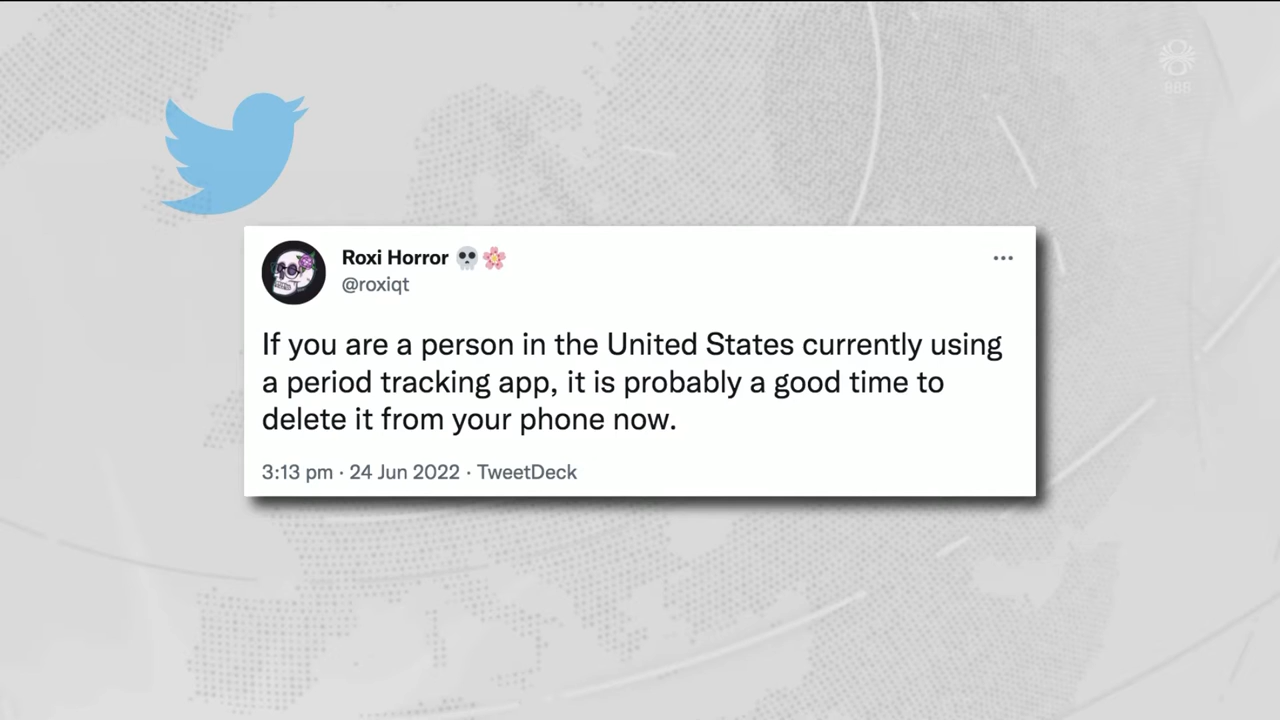 888
Roxi Horror 💀🌸
@roxiqt
If you are a person in the United States currently using
a period tracking app, it is probably a good time to
delete it from your phone now.
3:13 pm · 24 Jun 2022 · TweetDeck